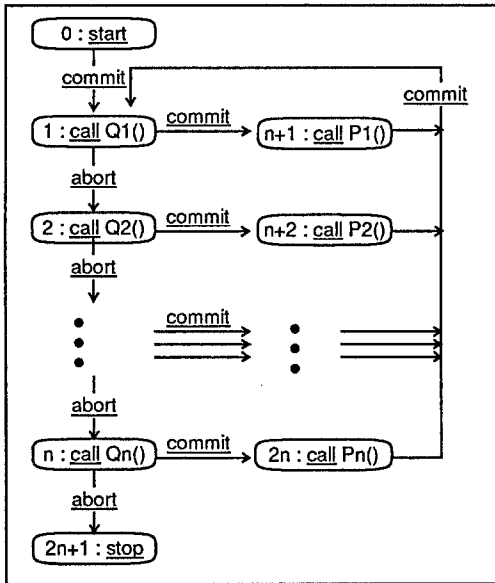 0 : start
commit
commit
1 : call Q1()
commit
n+1 : call P1()
abort
2 : call Q2()
commit
n+2 : call P2()
abort
commit
abort
n : call Qn()
commit
2n : call Pn()
abort
2n+1 : stop